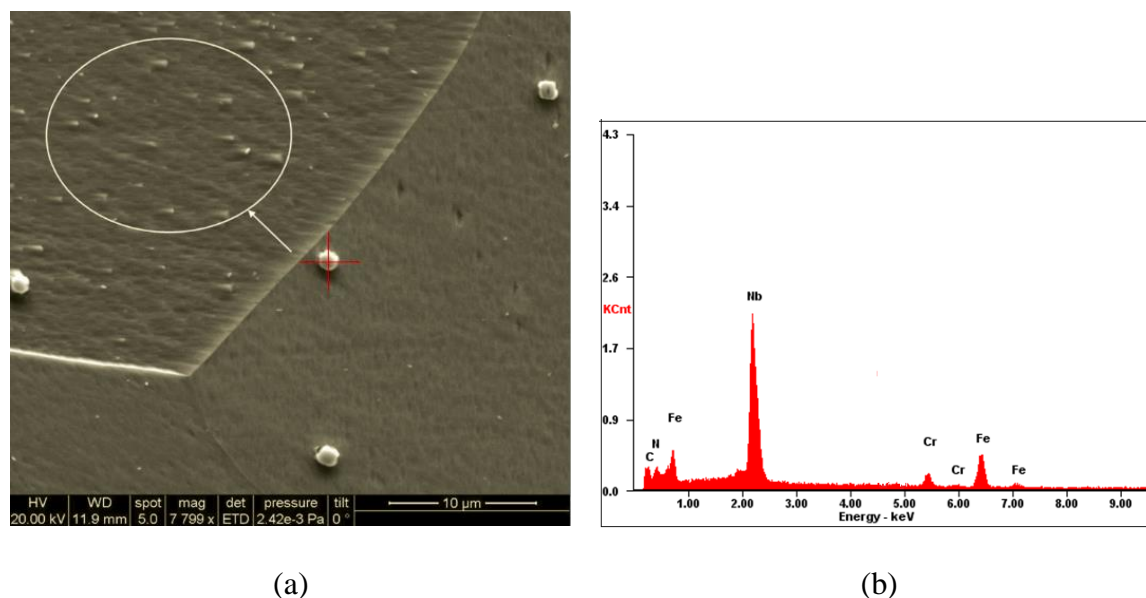 HV WD spot mag det pressure tilt
20.00 kV 11.9 mm 5.0 7 799 x ETD 2.42e-3 Pa 0 ° 10 µm
4.3
3.4
2.6
KCnt
1.7
0.9
0.0
Nb
Fe
N
C
Cr
Cr
Fe
Fe
1.00 2.00 3.00 4.00 5.00 6.00 7.00 8.00 9.00
Energy - keV
(a) (b)